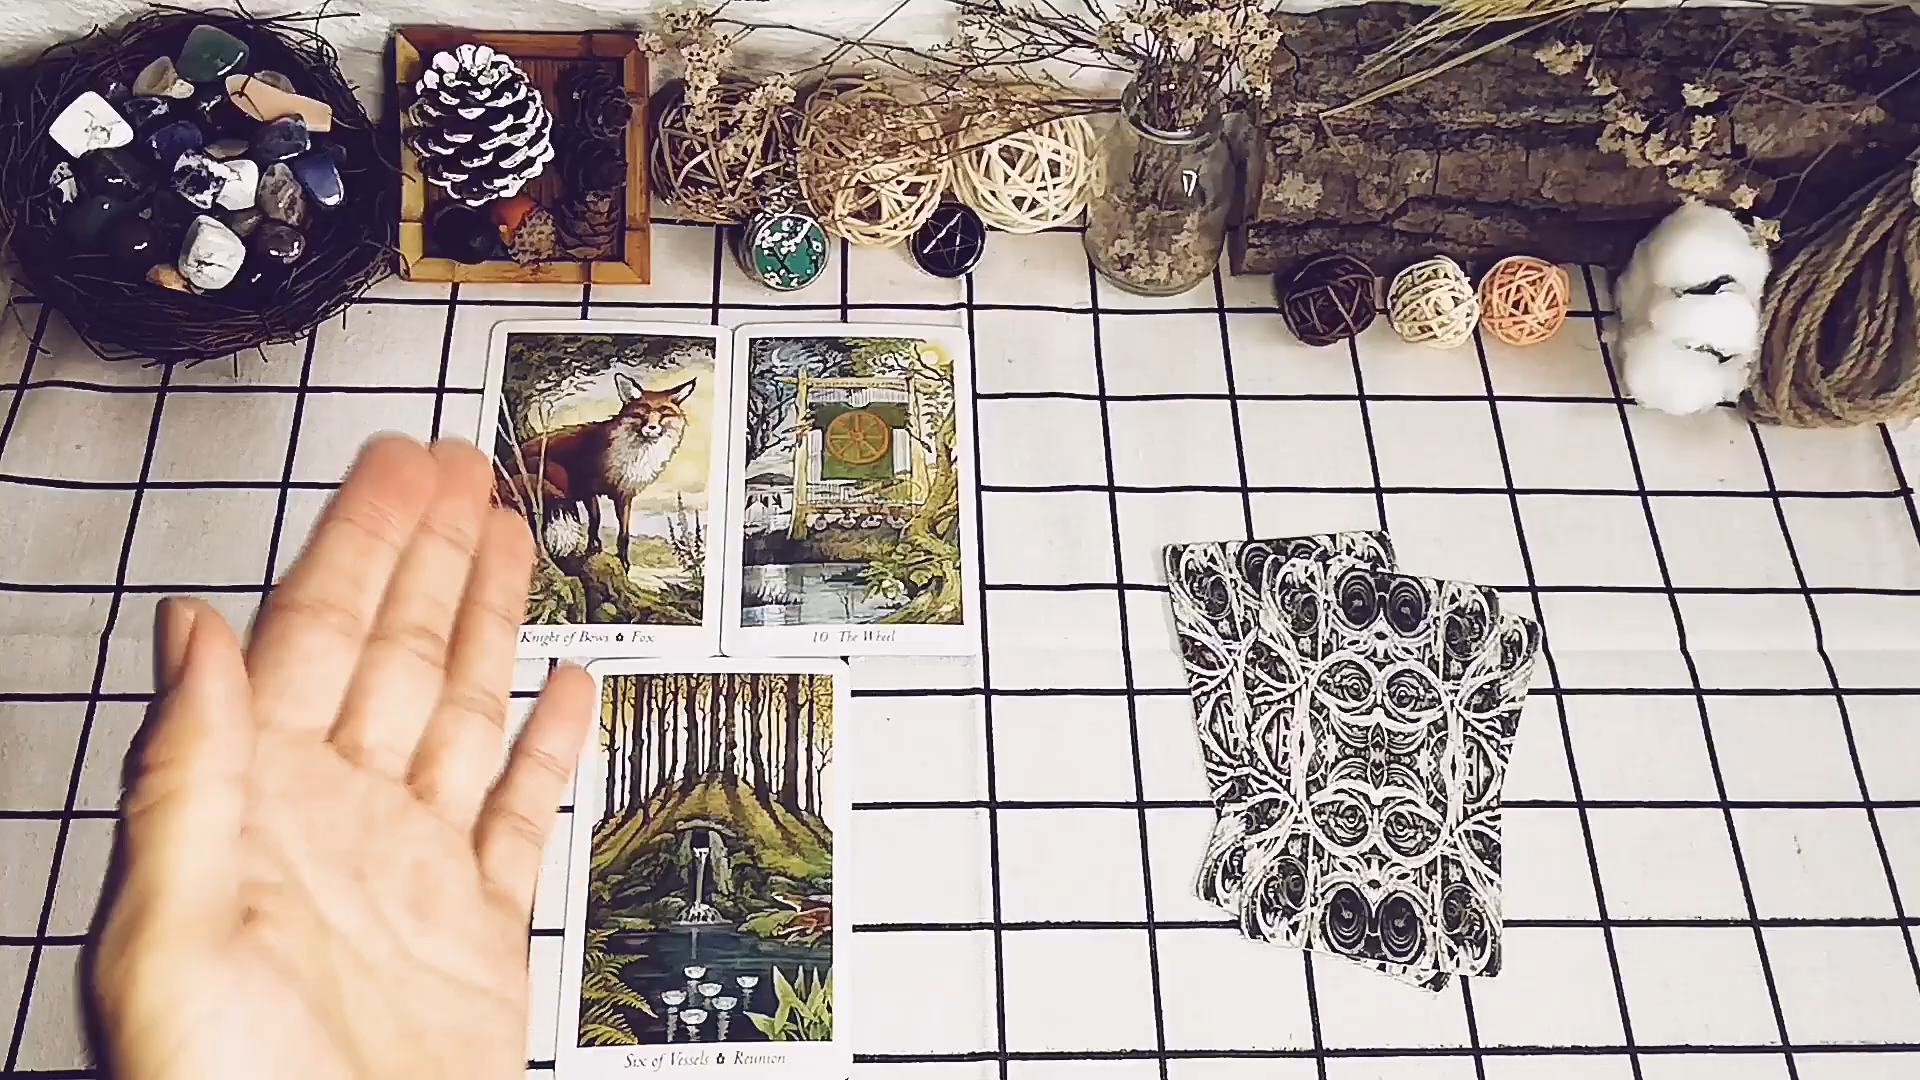 Knight of Bows ✿ Fox
10 The Wheel
Six of Vessels ✿ Reunion